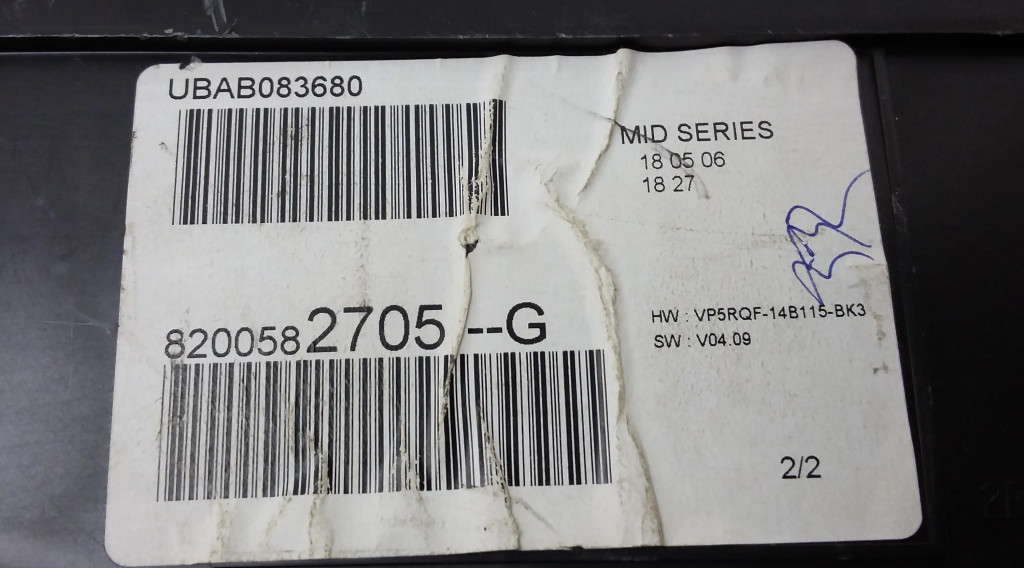 UBAB083680
MID SERIES
18 05 06
18 27
8200582705 --G
HW : VP5RQF-14B115-BK3
SW : V04.09
2/2